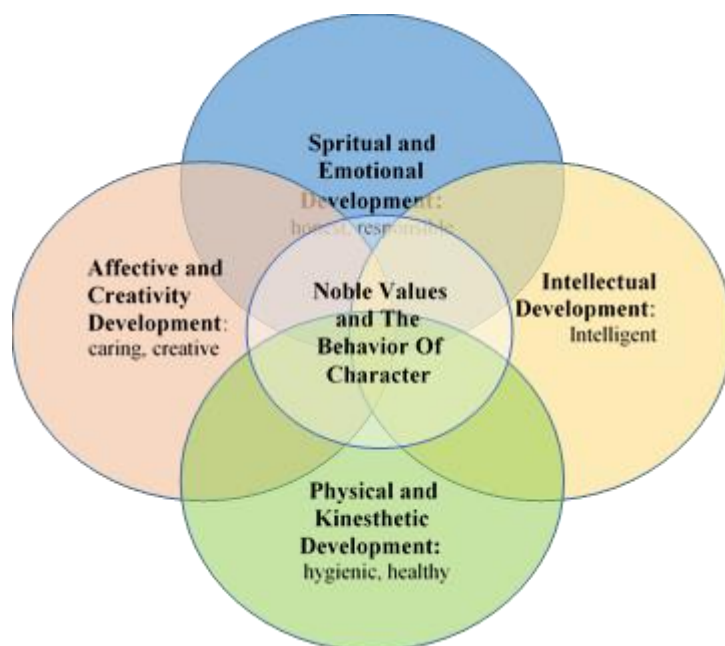 Spritual and
Emotional
Development:
honest, responsible
Affective and
Creativity
Development:
caring, creative
Noble Values
and The
Behavior Of
Character
Intellectual
Development:
Intelligent
Physical and
Kinesthetic
Development:
hygienic, healthy